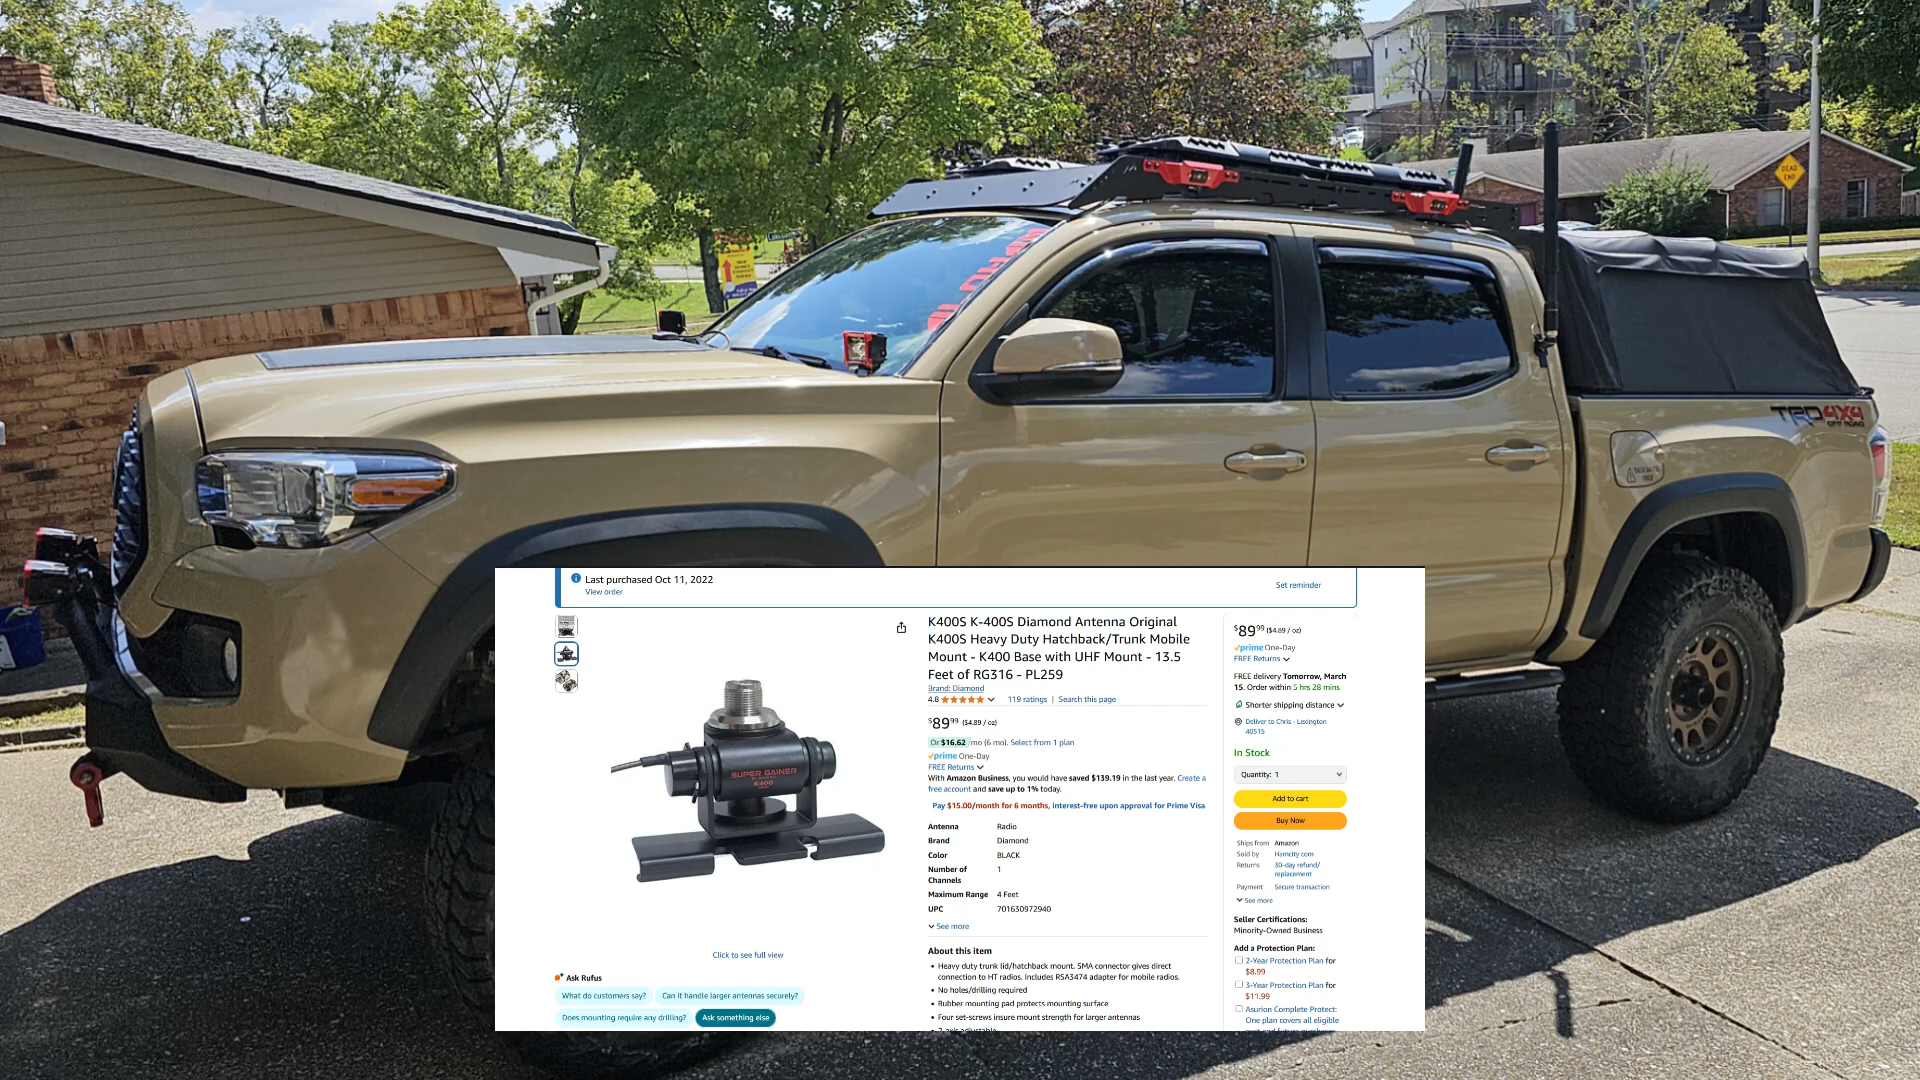 DEAD
END
TRD 4X4
OFF ROAD
Last purchased Oct 11, 2022
View order
Set reminder
K400S K-400S Diamond Antenna Original
K400S Heavy Duty Hatchback/Trunk Mobile
Mount - K400 Base with UHF Mount - 13.5
Feet of RG316 - PL259
Brand: Diamond
4.8
119 ratings | Search this page
$89.99 ($4.89 / oz)
Or $16.62 /mo (6 mo). Select from 1 plan
prime One-Day
FREE Returns
With Amazon Business, you would have saved $139.19 in the last year. Create a
free account and save up to 1% today.
Pay $15.00/month for 6 months, interest-free upon approval for Prime Visa
Antenna Radio
Brand Diamond
Color BLACK
Number of 1
Channels
Maximum Range 4 Feet
UPC 701630972940
See more
About this item
• Heavy duty trunk lid/hatchback mount. SMA connector gives direct
connection to HT radios. Includes RSA3474 adapter for mobile radios.
• No holes/drilling required
• Rubber mounting pad protects mounting surface
• Four set-screws insure mount strength for larger antennas
SUPER GAINER
K400
Click to see full view
Ask Rufus
What do customers say?
Can it handle larger antennas securely?
Does mounting require any drilling?
Ask something else
$89.99 ($4.89 / oz)
prime One-Day
FREE Returns
FREE delivery Tomorrow, March
15. Order within 5 hrs 28 mins
Shorter shipping distance
Deliver to Chris - Lexington
40515
In Stock
Quantity: 1
Add to cart
Buy Now
Ships from Amazon
Sold by Hamcity com
Returns 30-day refund/
replacement
Payment Secure transaction
See more
Seller Certifications:
Minority-Owned Business
Add a Protection Plan:
2-Year Protection Plan for
$8.99
3-Year Protection Plan for
$11.99
Asurion Complete Protect:
One plan covers all eligible